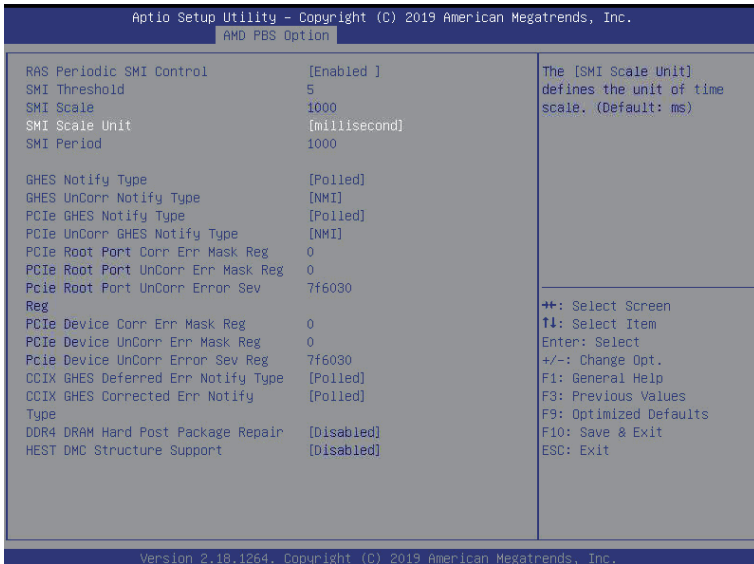 Aptio Setup Utility – Copyright (C) 2019 American Megatrends, Inc.
AMD PBS Option
RAS Periodic SMI Control [Enabled ]
SMI Threshold 5
SMI Scale 1000
SMI Scale Unit [millisecond]
SMI Period 1000
GHES Notify Type [Polled]
GHES UnCorr Notify Type [NMI]
PCIe GHES Notify Type [Polled]
PCIe UnCorr GHES Notify Type [NMI]
PCIe Root Port Corr Err Mask Reg 0
PCIe Root Port UnCorr Err Mask Reg 0
Pcie Root Port UnCorr Error Sev 7f6030
Reg
PCIe Device Corr Err Mask Reg 0
PCIe Device UnCorr Err Mask Reg 0
Pcie Device UnCorr Error Sev Reg 7f6030
CCIX GHES Deferred Err Notify Type [Polled]
CCIX GHES Corrected Err Notify [Polled]
Type
DDR4 DRAM Hard Post Package Repair [Disabled]
HEST DMC Structure Support [Disabled]
The [SMI Scale Unit]
defines the unit of time
scale. (Default: ms)
→←: Select Screen
↑↓: Select Item
Enter: Select
+/-: Change Opt.
F1: General Help
F3: Previous Values
F9: Optimized Defaults
F10: Save & Exit
ESC: Exit
Version 2.18.1264. Copyright (C) 2019 American Megatrends, Inc.